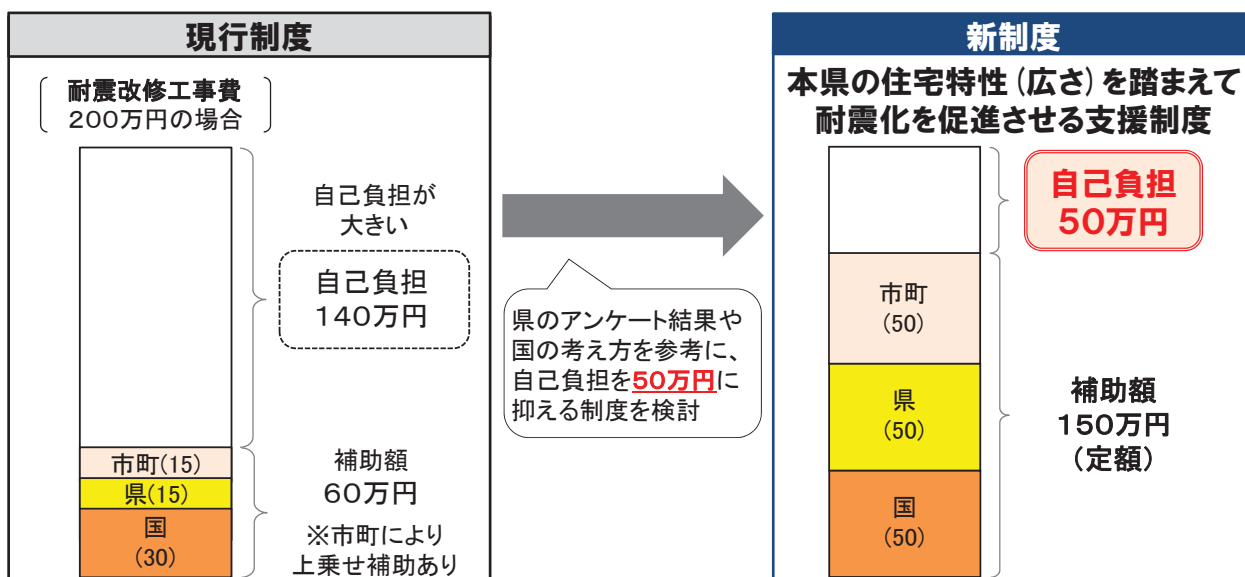 現行制度
耐震改修工事費
200万円の場合
自己負担が
大きい
自己負担
140万円
市町(15)
県(15)
国
(30)
補助額
60万円
※市町により
上乗せ補助あり
県のアンケート結果や
国の考え方を参考に、
自己負担を50万円に
抑える制度を検討
新制度
本県の住宅特性(広さ)を踏まえて
耐震化を促進させる支援制度
自己負担
50万円
市町
(50)
県
(50)
国
(50)
補助額
150万円
(定額)